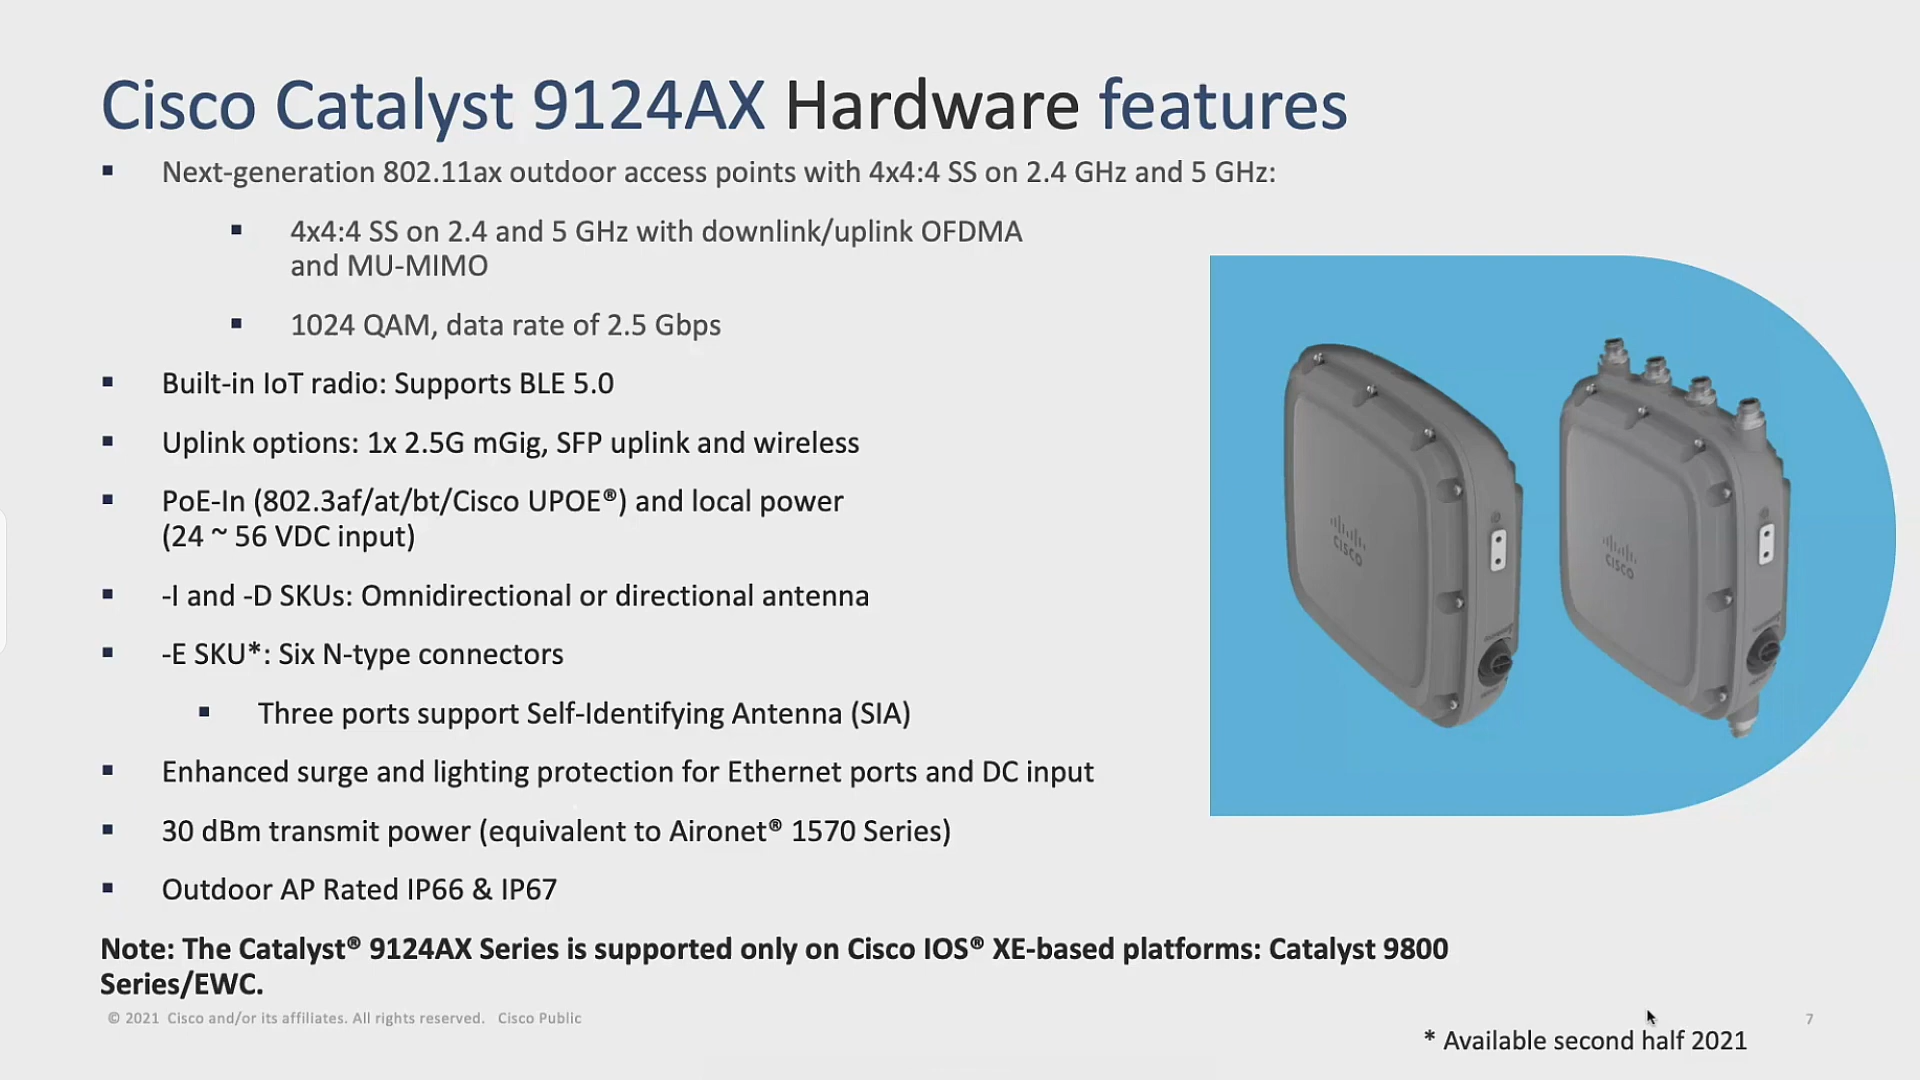 Cisco Catalyst 9124AX Hardware features
▪ Next-generation 802.11ax outdoor access points with 4x4:4 SS on 2.4 GHz and 5 GHz:
▪ 4x4:4 SS on 2.4 and 5 GHz with downlink/uplink OFDMA
and MU-MIMO
▪ 1024 QAM, data rate of 2.5 Gbps
▪ Built-in IoT radio: Supports BLE 5.0
▪ Uplink options: 1x 2.5G mGig, SFP uplink and wireless
▪ PoE-In (802.3af/at/bt/Cisco UPOE®) and local power
(24 ~ 56 VDC input)
▪ -I and -D SKUs: Omnidirectional or directional antenna
▪ -E SKU*: Six N-type connectors
▪ Three ports support Self-Identifying Antenna (SIA)
▪ Enhanced surge and lighting protection for Ethernet ports and DC input
▪ 30 dBm transmit power (equivalent to Aironet® 1570 Series)
▪ Outdoor AP Rated IP66 & IP67
Note: The Catalyst® 9124AX Series is supported only on Cisco IOS® XE-based platforms: Catalyst 9800
Series/EWC.
CISCO
CISCO
© 2021 Cisco and/or its affiliates. All rights reserved. Cisco Public
7
* Available second half 2021